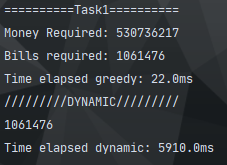 ==========Task1==========
Money Required: 530736217
Bills required: 1061476
Time elapsed greedy: 22.0ms
/////////DYNAMIC/////////
1061476
Time elapsed dynamic: 5910.0ms